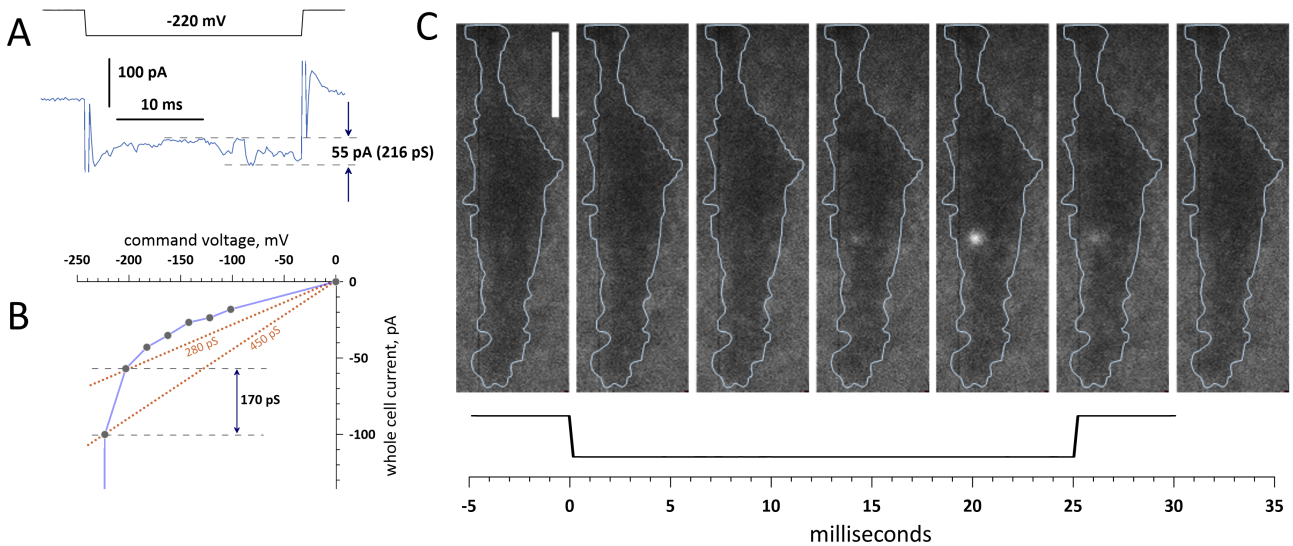 A
-220 mV
100 pA
10 ms
55 pA (216 pS)
B
command voltage, mV
-250 -200 -150 -100 -50 0
0
-50
-100
whole cell current, pA
280 pS
450 pS
170 pS
C
-5 0 5 10 15 20 25 30 35
milliseconds